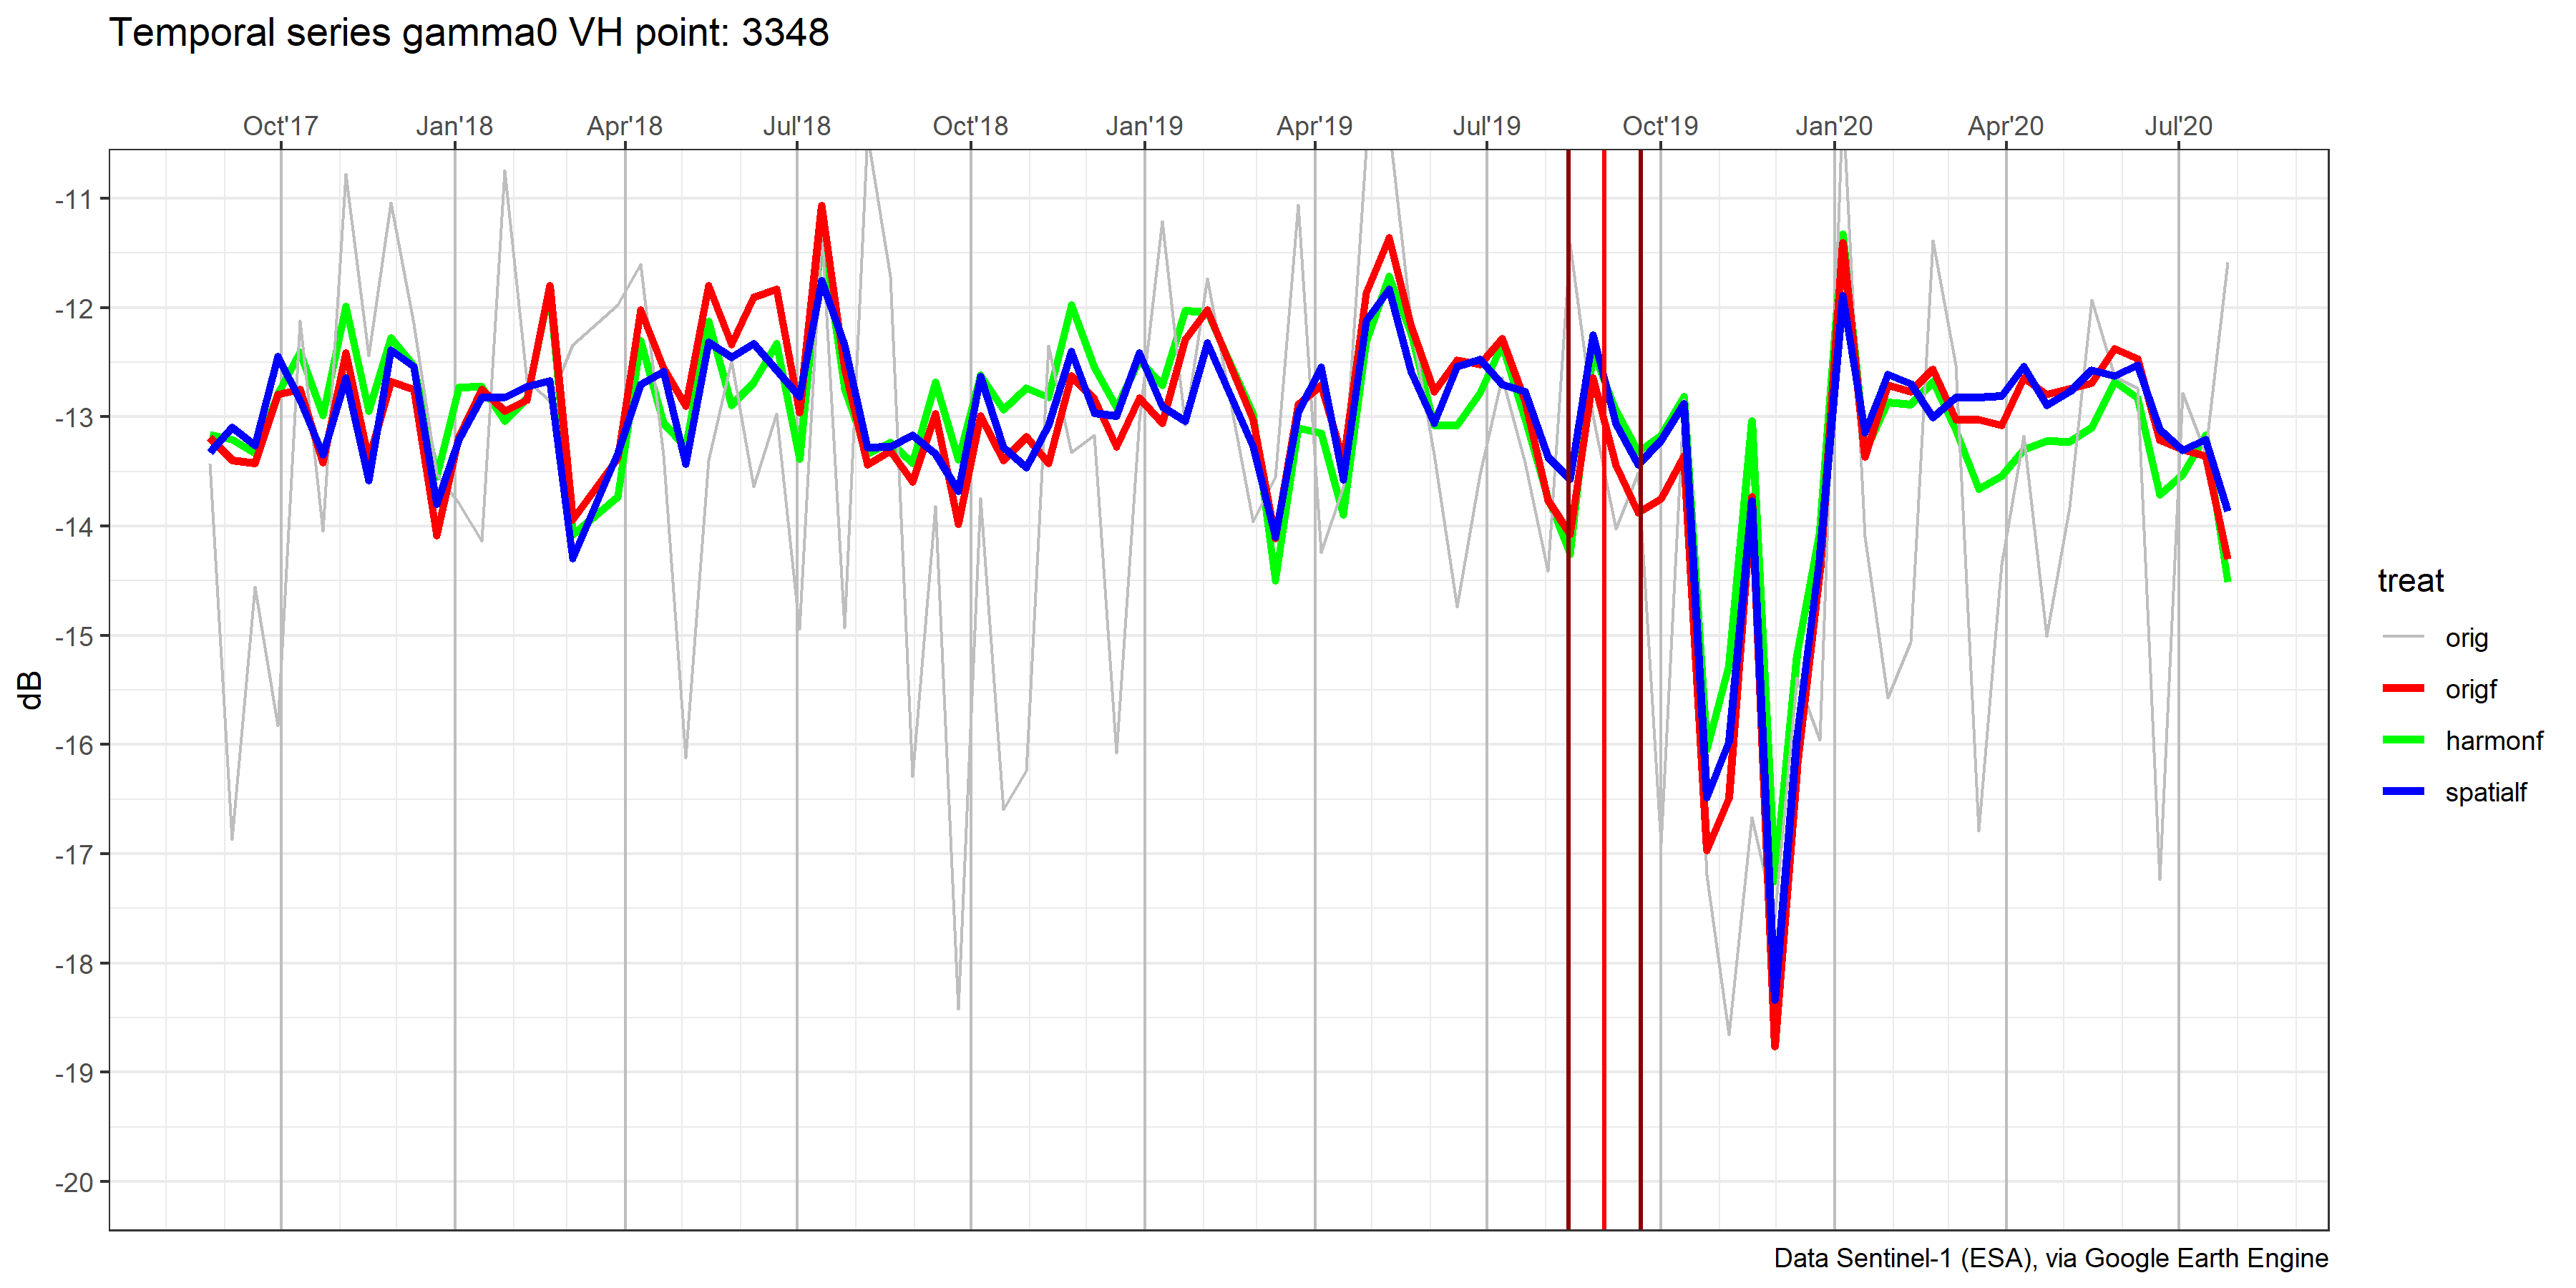 Temporal series gamma0 VH point: 3348
Oct'17 Jan'18 Apr'18 Jul'18 Oct'18 Jan'19 Apr'19 Jul'19 Oct'19 Jan'20 Apr'20 Jul'20
-11
-12
-13
-14
-15
-16
-17
-18
-19
-20
dB
treat
orig
origf
harmonf
spatialf
Data Sentinel-1 (ESA), via Google Earth Engine